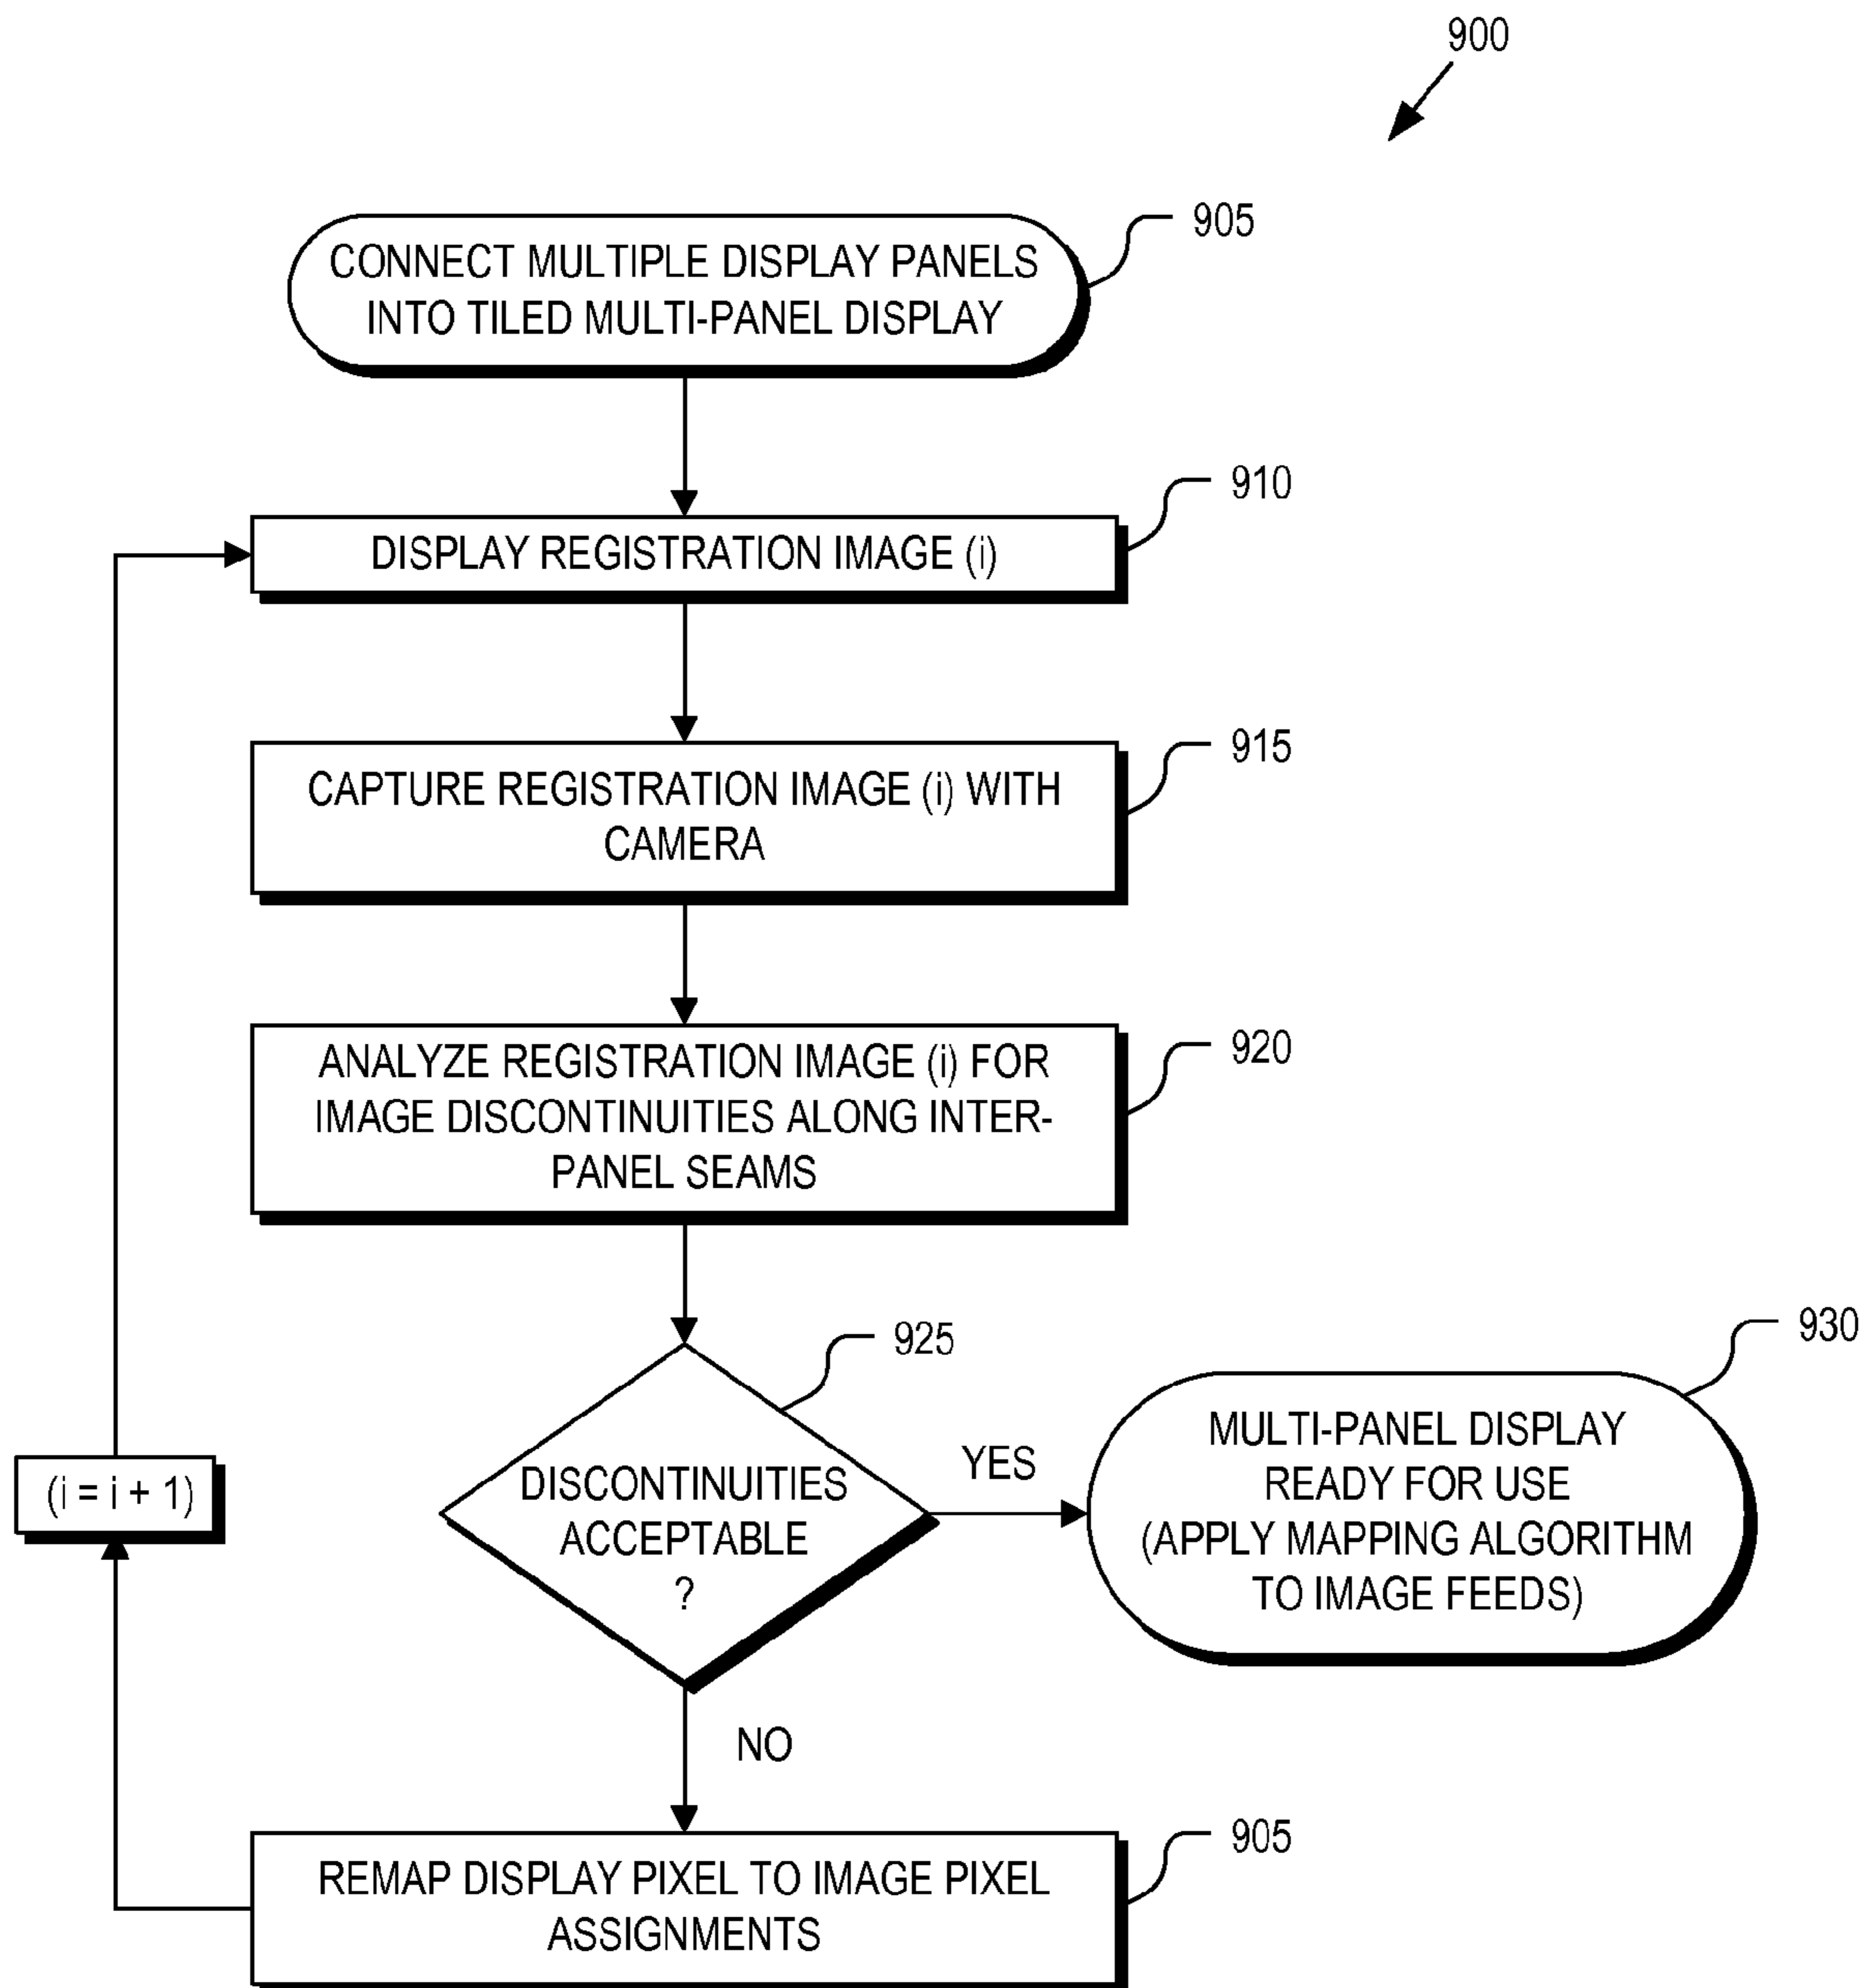 900
CONNECT MULTIPLE DISPLAY PANELS
INTO TILED MULTI-PANEL DISPLAY
905
DISPLAY REGISTRATION IMAGE (i)
910
CAPTURE REGISTRATION IMAGE (i) WITH
CAMERA
915
ANALYZE REGISTRATION IMAGE (i) FOR
IMAGE DISCONTINUITIES ALONG INTER-
PANEL SEAMS
920
DISCONTINUITIES
ACCEPTABLE
?
925
YES
MULTI-PANEL DISPLAY
READY FOR USE
(APPLY MAPPING ALGORITHM
TO IMAGE FEEDS)
930
NO
REMAP DISPLAY PIXEL TO IMAGE PIXEL
ASSIGNMENTS
905
(i = i + 1)